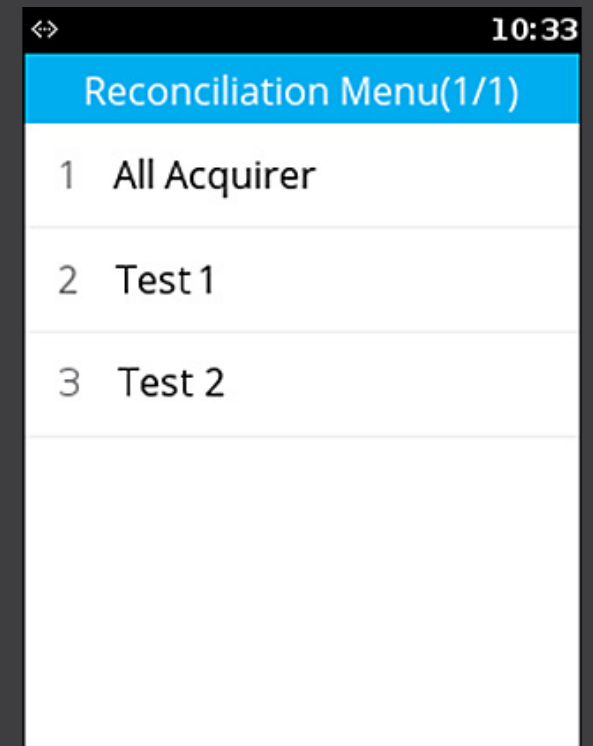 10:33
Reconciliation Menu(1/1)
1 All Acquirer
2 Test 1
3 Test 2